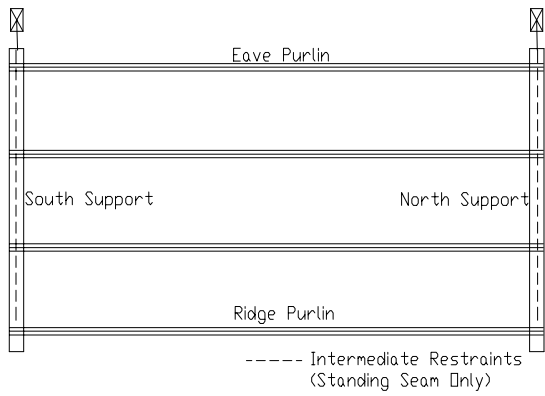 Eave Purlin
South Support
North Support
Ridge Purlin
Intermediate Restraints
(Standing Seam Only)